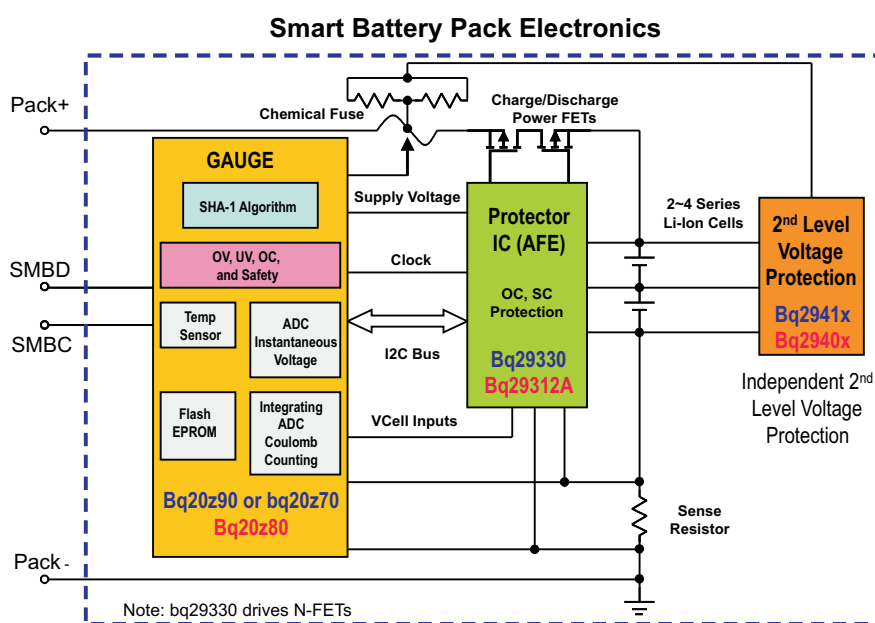 Smart Battery Pack Electronics
Pack+
Chemical Fuse
Charge/Discharge
Power FETs
GAUGE
SHA-1 Algorithm
OV, UV, OC,
and Safety
Temp
Sensor
ADC
Instantaneous
Voltage
Flash
EPROM
Integrating
ADC
Coulomb
Counting
Bq20z90 or bq20z70
Bq20z80
SMBD
SMBC
Supply Voltage
Clock
I2C Bus
VCell Inputs
Protector
IC (AFE)
OC, SC
Protection
Bq29330
Bq29312A
2~4 Series
Li-Ion Cells
2nd Level
Voltage
Protection
Bq2941x
Bq2940x
Independent 2nd
Level Voltage
Protection
Sense
Resistor
Pack -
Note: bq29330 drives N-FETs